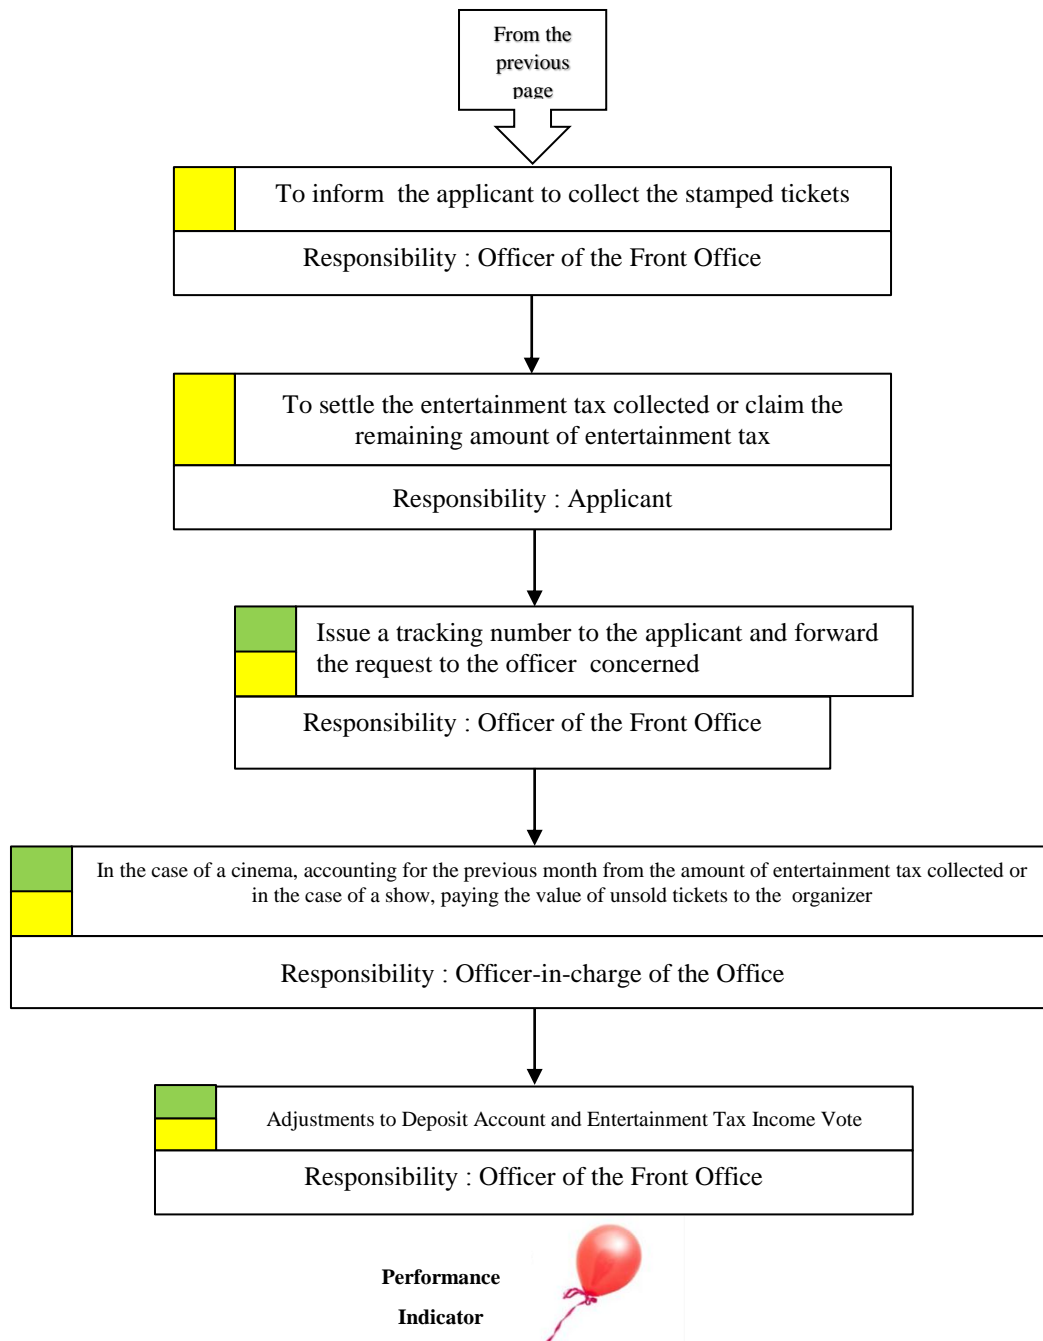 From the
previous
page
To inform the applicant to collect the stamped tickets
Responsibility : Officer of the Front Office
To settle the entertainment tax collected or claim the
remaining amount of entertainment tax
Responsibility : Applicant
Issue a tracking number to the applicant and forward
the request to the officer concerned
Responsibility : Officer of the Front Office
In the case of a cinema, accounting for the previous month from the amount of entertainment tax collected or
in the case of a show, paying the value of unsold tickets to the organizer
Responsibility : Officer-in-charge of the Office
Adjustments to Deposit Account and Entertainment Tax Income Vote
Responsibility : Officer of the Front Office
Performance
Indicator